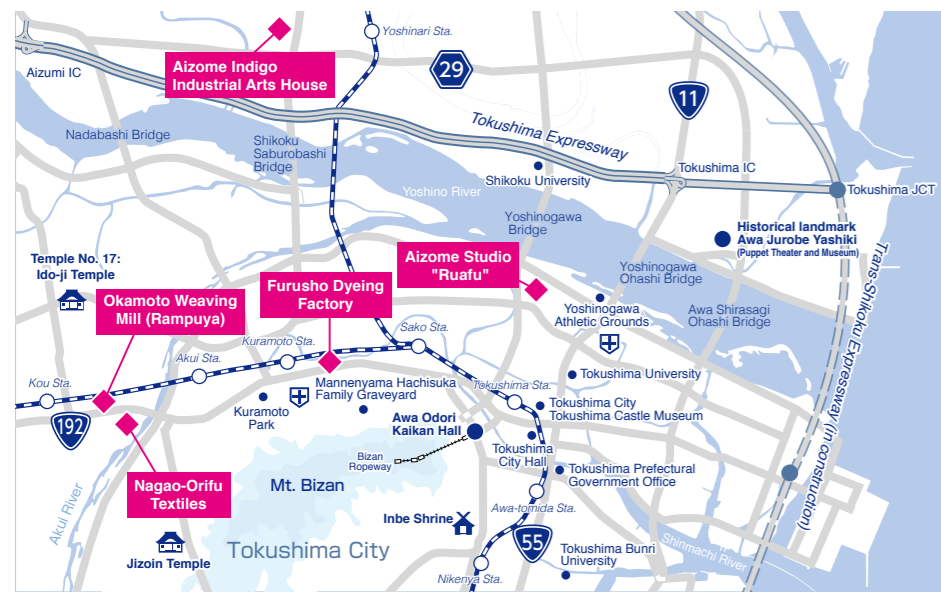 Yoshinari Sta.
Aizumi IC
Aizome Indigo
Industrial Arts House
29
11
Nadabashi Bridge
Shikoku
Saburobashi
Bridge
Tokushima Expressway
Tokushima IC
Shikoku University
Tokushima JCT
Yoshino River
Yoshinogawa
Bridge
Historical landmark
Awa Jurobe Yashiki
(Puppet Theater and Museum)
Trans-Shikoku Expressway (in construction)
Temple No. 17:
Ido-ji Temple
Okamoto Weaving
Mill (Rampuya)
Furusho Dyeing
Factory
Aizome Studio
"Ruafu"
Yoshinogawa
Ohashi Bridge
Yoshinogawa
Athletic Grounds
Awa Shirasagi
Ohashi Bridge
Sako Sta.
Kuramoto Sta.
Akui Sta.
Kou Sta.
192
Kuramoto
Park
Mannenyama Hachisuka
Family Graveyard
Tokushima Sta.
Tokushima University
Tokushima City
Tokushima Castle Museum
Awa Odori
Kaikan Hall
Bizan
Ropeway
Tokushima
City Hall
Tokushima Prefectural
Government Office
Nagao-Orifu
Textiles
Mt. Bizan
Awa-tomida Sta.
Inbe Shrine
55
Akui River
Jizoin Temple
Tokushima City
Tokushima Bunri
University
Shinmachi River
Nikenya Sta.